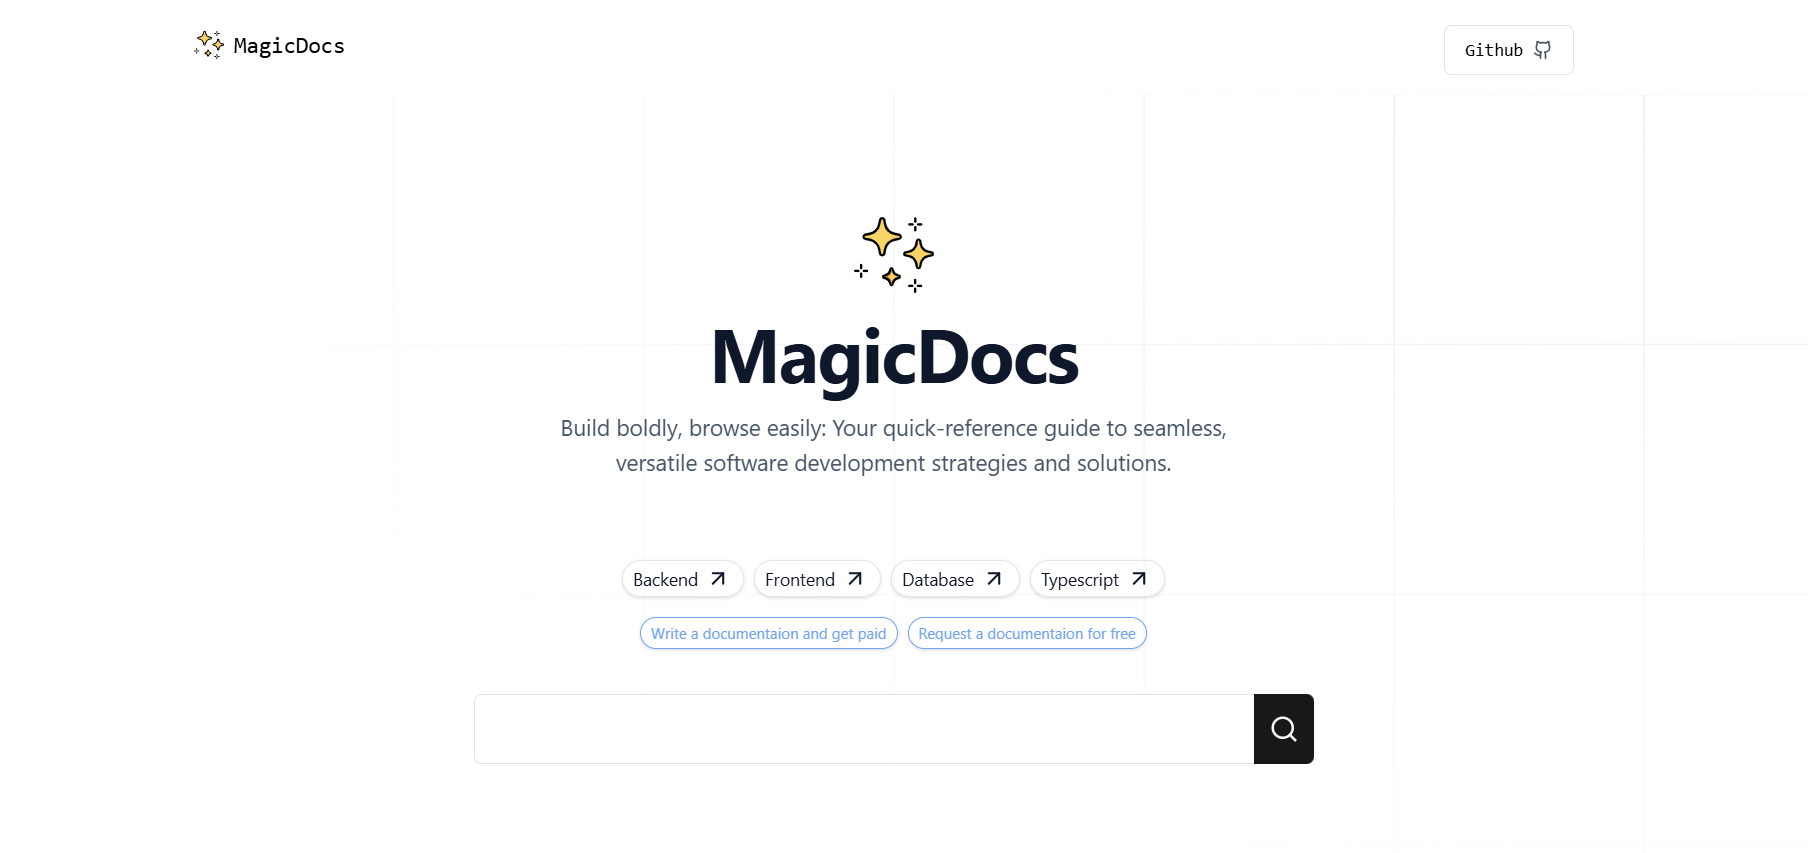 MagicDocs
Github
MagicDocs
Build boldly, browse easily: Your quick-reference guide to seamless,
versatile software development strategies and solutions.
Backend
Frontend
Database
Typescript
Write a documentaion and get paid
Request a documentaion for free